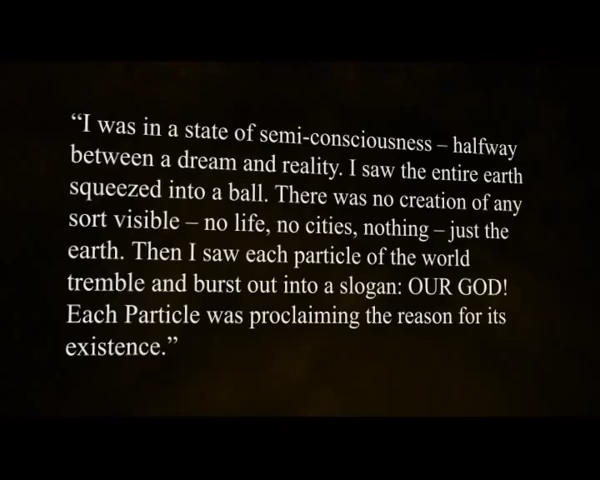 “I was in a state of semi-consciousness – halfway
between a dream and reality. I saw the entire earth
squeezed into a ball. There was no creation of any
sort visible – no life, no cities, nothing – just the
earth. Then I saw each particle of the world
tremble and burst out into a slogan: OUR GOD!
Each Particle was proclaiming the reason for its
existence.”